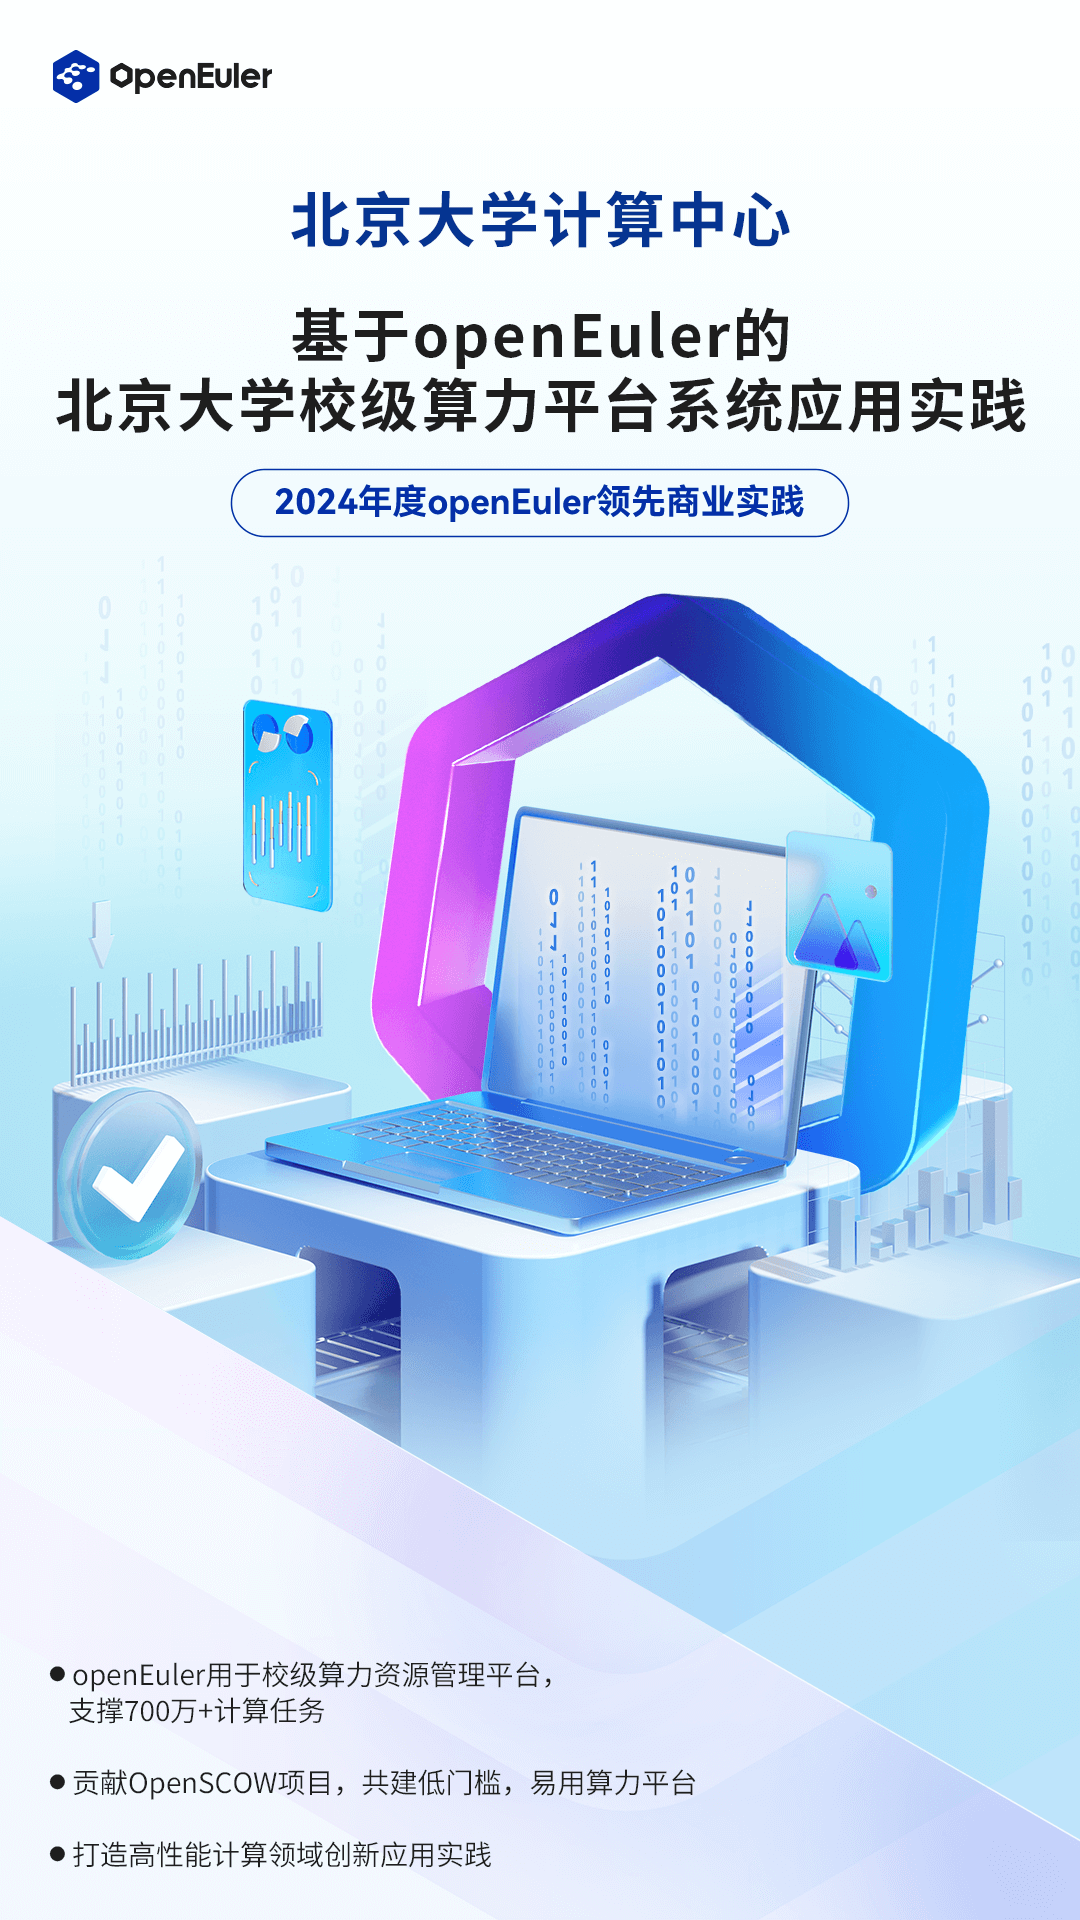 OpenEuler
北京大学计算中心
基于openEuler的
北京大学校级算力平台系统应用实践
2024年度openEuler领先商业实践
● openEuler用于校级算力资源管理平台，
支撑700万+计算任务
● 贡献OpenSCOW项目，共建低门槛，易用算力平台
● 打造高性能计算领域创新应用实践